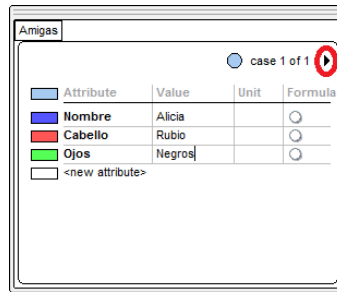 Amigas
case 1 of 1
Attribute Value Unit Formula
Nombre Alicia
Cabello Rubio
Ojos Negros
<new attribute>